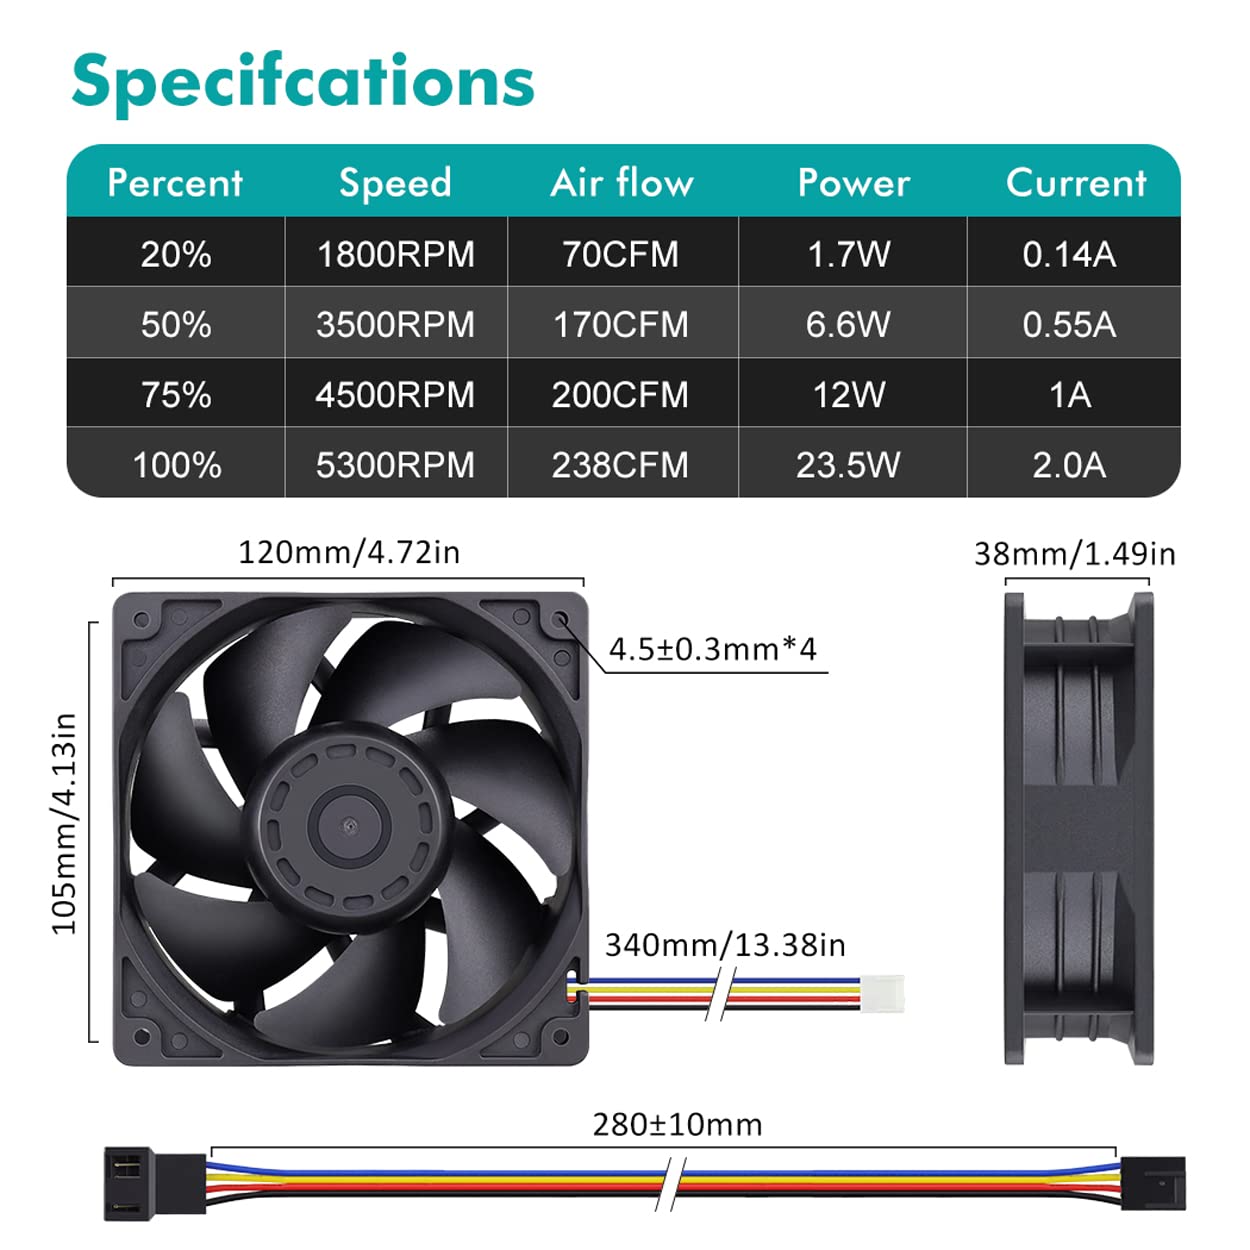 Specifcations
Percent Speed Air flow Power Current
20% 1800RPM 70CFM 1.7W 0.14A
50% 3500RPM 170CFM 6.6W 0.55A
75% 4500RPM 200CFM 12W 1A
100% 5300RPM 238CFM 23.5W 2.0A
120mm/4.72in
38mm/1.49in
4.5±0.3mm*4
105mm/4.13in
340mm/13.38in
280±10mm